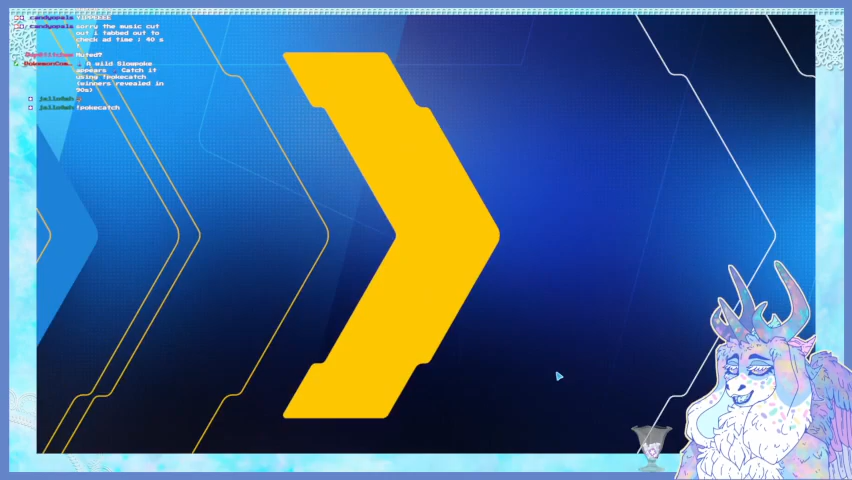 candyopals YIPPEEEE
sorry the music cut
out i tabbed out to
check ad time : 40 s
Muted?
A wild Slowpoke
appears Catch it
using !pokecatch
(winners revealed in
90s)
!pokecatch